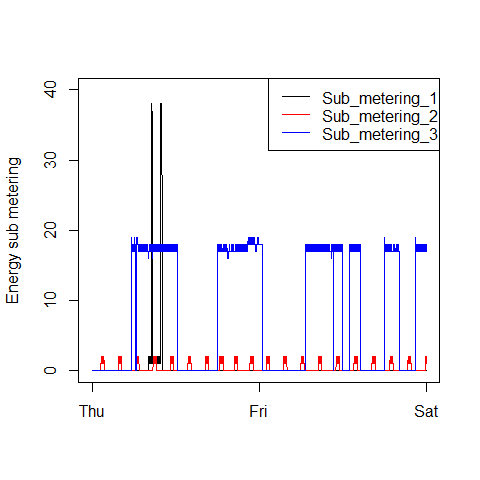 Energy sub metering
40
30
20
10
0
Sub_metering_1
Sub_metering_2
Sub_metering_3
Thu Fri Sat